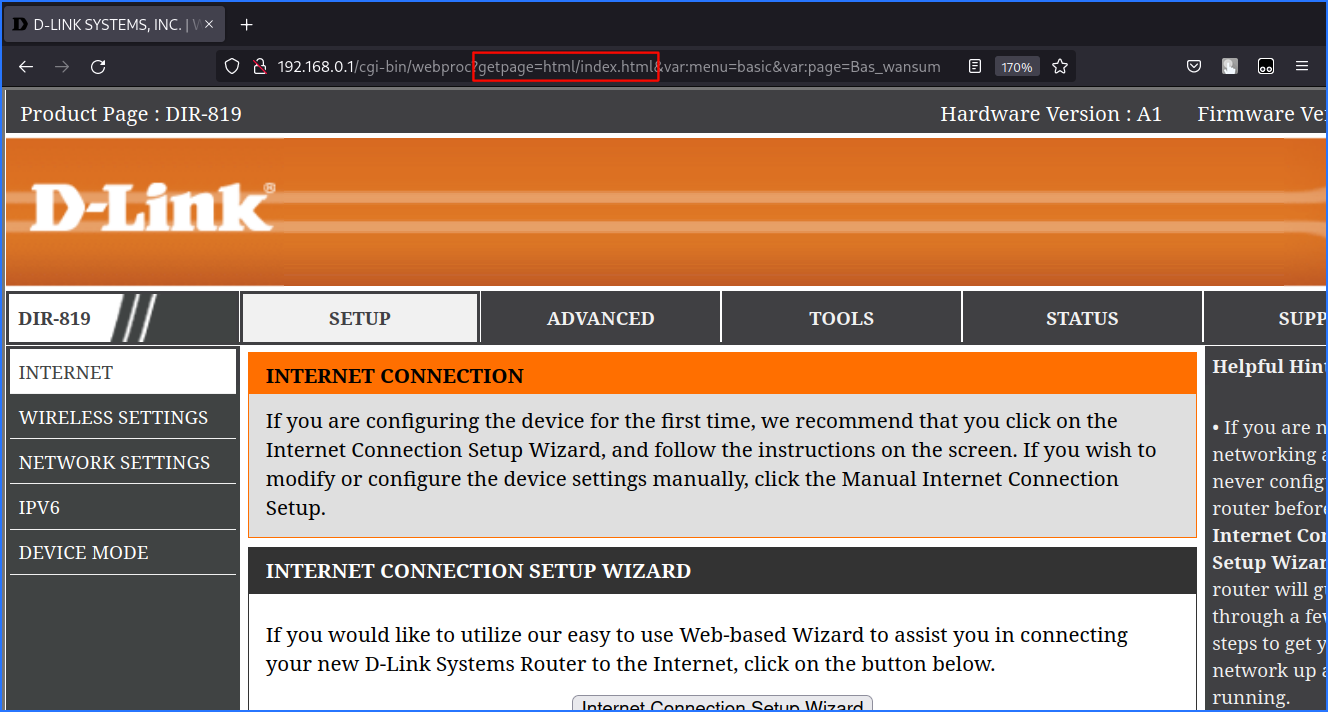 D-LINK SYSTEMS, INC. |
192.168.0.1/cgi-bin/webproc?getpage=html/index.html&var:menu=basic&var:page=Bas_wansum
170%
Product Page : DIR-819
Hardware Version : A1
Firmware Ve
D-Link®
DIR-819
SETUP
ADVANCED
TOOLS
STATUS
SUPP
INTERNET
WIRELESS SETTINGS
NETWORK SETTINGS
IPV6
DEVICE MODE
INTERNET CONNECTION
If you are configuring the device for the first time, we recommend that you click on the
Internet Connection Setup Wizard, and follow the instructions on the screen. If you wish to
modify or configure the device settings manually, click the Manual Internet Connection
Setup.
INTERNET CONNECTION SETUP WIZARD
If you would like to utilize our easy to use Web-based Wizard to assist you in connecting
your new D-Link Systems Router to the Internet, click on the button below.
Internet Connection Setup Wizard
Helpful Hin
• If you are n
networking a
never config
router before
Internet Con
Setup Wizar
router will gu
through a few
steps to get y
network up a
running.